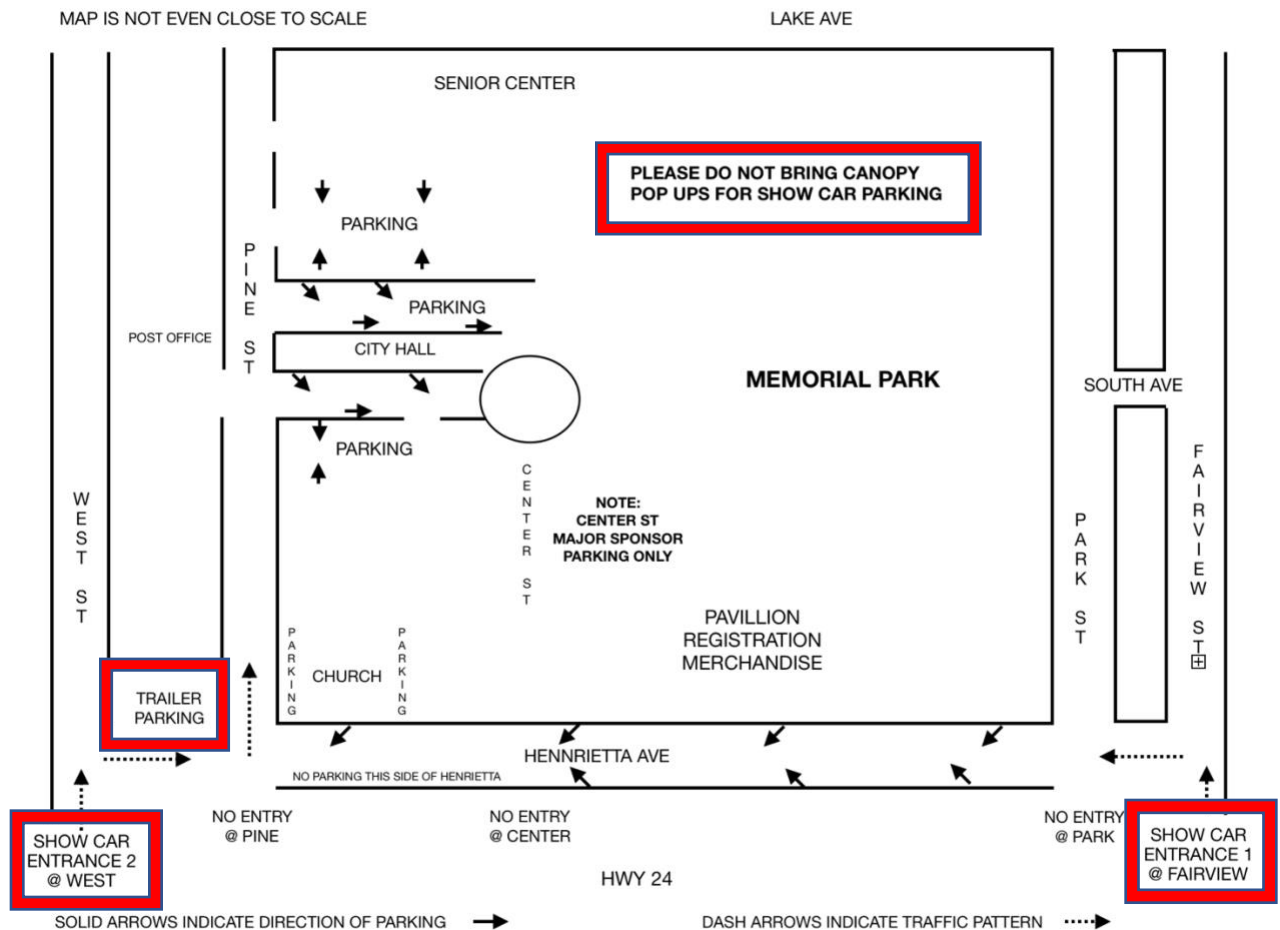 MAP IS NOT EVEN CLOSE TO SCALE
LAKE AVE
SENIOR CENTER
PLEASE DO NOT BRING CANOPY
POP UPS FOR SHOW CAR PARKING
PARKING
PINE ST
PARKING
POST OFFICE
CITY HALL
MEMORIAL PARK
SOUTH AVE
PARKING
WEST ST
CENTER ST
NOTE:
CENTER ST
MAJOR SPONSOR
PARKING ONLY
PARK ST
FAIRVIEW ST
PAVILLION
REGISTRATION
MERCHANDISE
PARKING
CHURCH
PARKING
TRAILER
PARKING
HENNRIETTA AVE
NO PARKING THIS SIDE OF HENRIETTA
NO ENTRY
@ PINE
NO ENTRY
@ CENTER
NO ENTRY
@ PARK
SHOW CAR
ENTRANCE 2
@ WEST
SHOW CAR
ENTRANCE 1
@ FAIRVIEW
HWY 24
SOLID ARROWS INDICATE DIRECTION OF PARKING
DASH ARROWS INDICATE TRAFFIC PATTERN